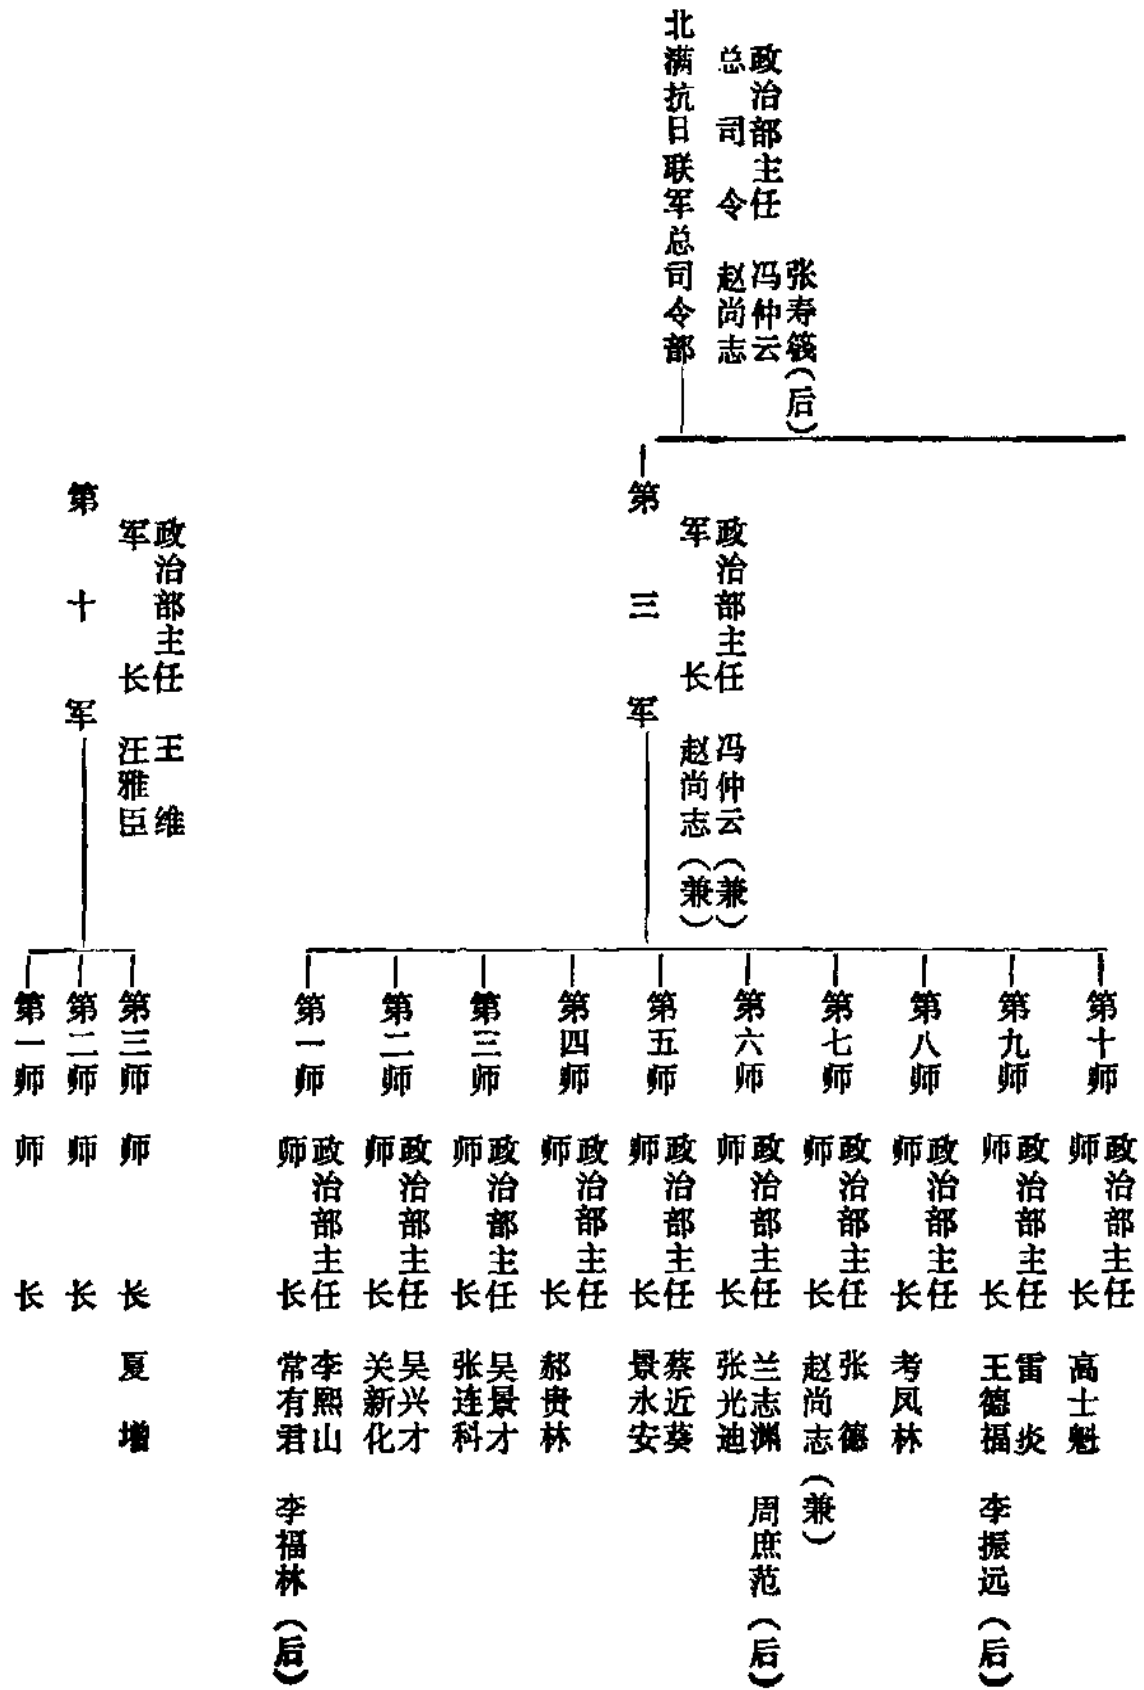 北满抗日联军总司令部
总司令 赵尚志
政治部主任 冯仲云
张寿篯（后）
第三军
军长 赵尚志（兼）
政治部主任 冯仲云（兼）
第一师
师长 常有君 李福林（后）
政治部主任 李熙山
第二师
师长 关新化
政治部主任 吴兴才
第三师
师长 张连科
政治部主任 吴景才
第四师
师长 郝贵林
政治部主任
第五师
师长 景永安
政治部主任 蔡近葵
第六师
师长 张光迪
政治部主任 兰志渊 周庶范（后）
第七师
师长 赵尚志（兼）
政治部主任 张德
第八师
师长 考凤林
政治部主任
第九师
师长 王德福 李振远（后）
政治部主任 雷炎
第十师
师长 高士魁
政治部主任
第十军
军长 汪雅臣
政治部主任 王维
第一师
师长
第二师
师长
第三师
师长 夏增